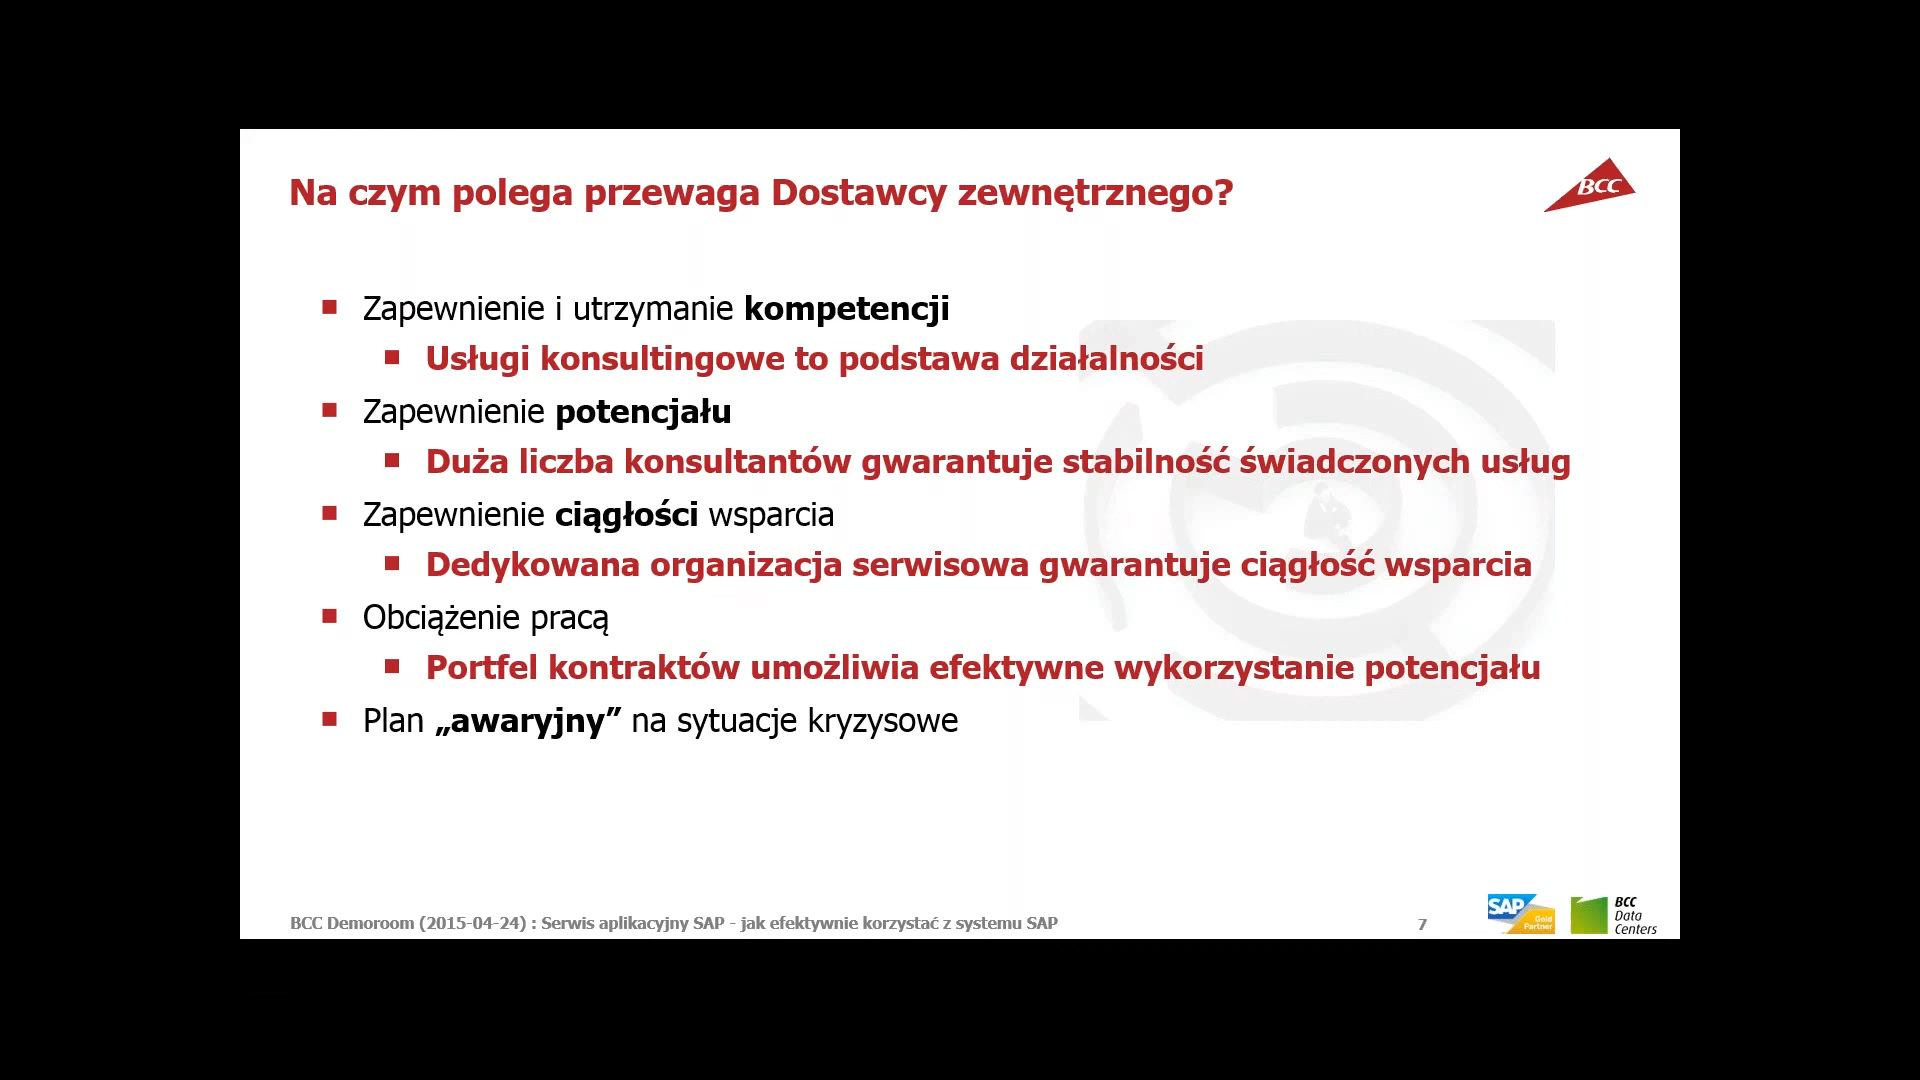 Na czym polega przewaga Dostawcy zewnętrznego?
BCC
Zapewnienie i utrzymanie kompetencji
Usługi konsultingowe to podstawa działalności
Zapewnienie potencjału
Duża liczba konsultantów gwarantuje stabilność świadczonych usług
Zapewnienie ciągłości wsparcia
Dedykowana organizacja serwisowa gwarantuje ciągłość wsparcia
Obciążenie pracą
Portfel kontraktów umożliwia efektywne wykorzystanie potencjału
Plan „awaryjny” na sytuacje kryzysowe
BCC Demoroom (2015-04-24) : Serwis aplikacyjny SAP - jak efektywnie korzystać z systemu SAP
7
SAP
Gold
Partner
BCC
Data
Centers